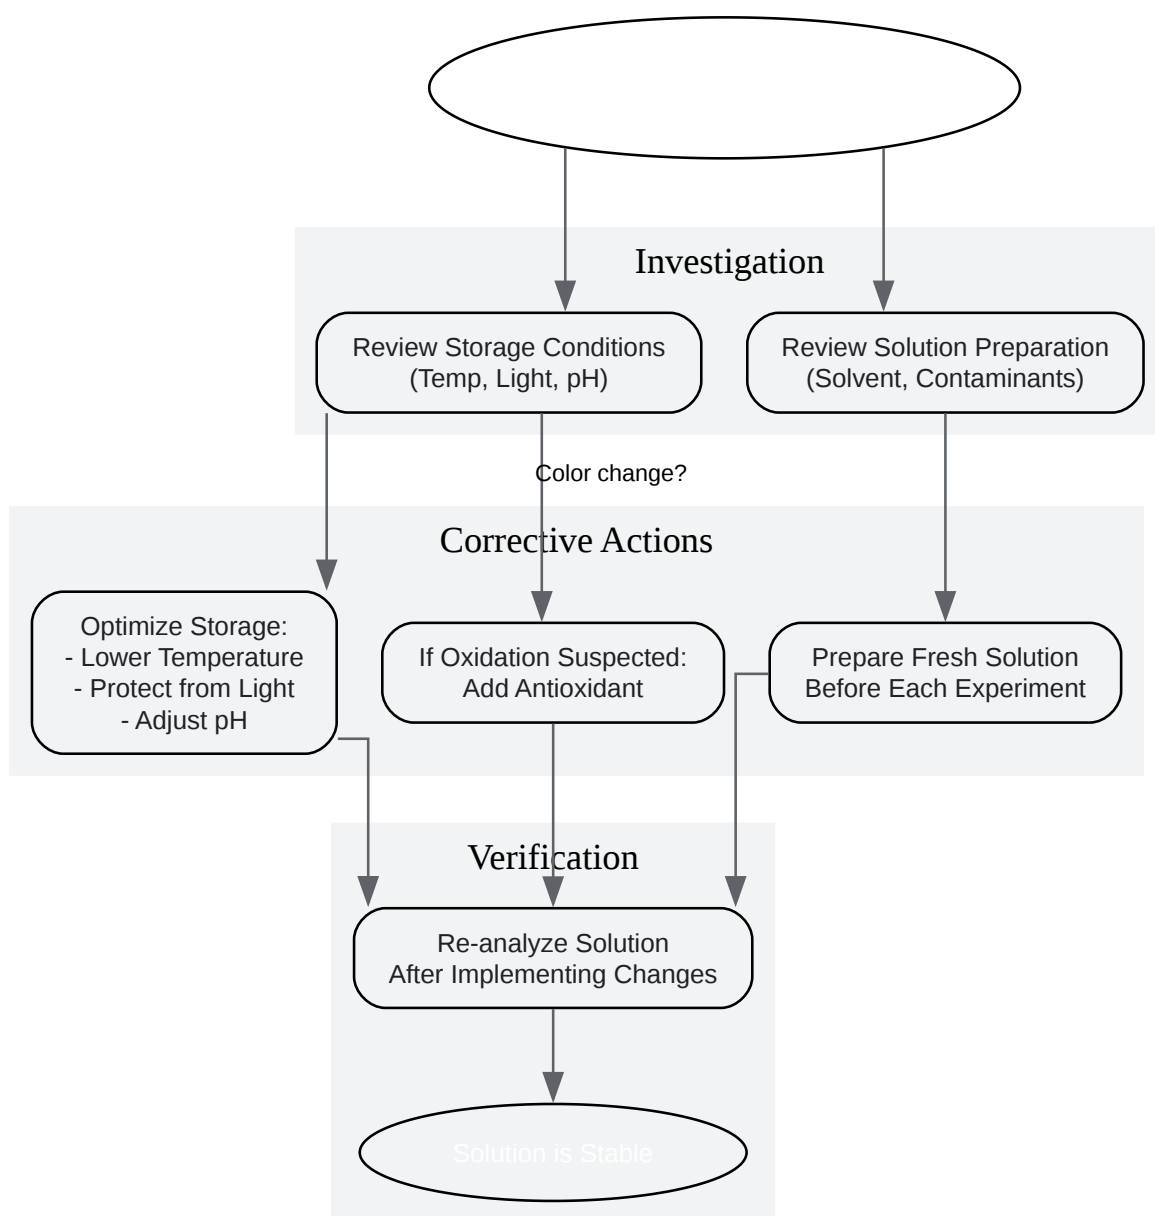 Investigation
Review Storage Conditions
(Temp, Light, pH)
Review Solution Preparation
(Solvent, Contaminants)
Color change?
Corrective Actions
Optimize Storage:
- Lower Temperature
- Protect from Light
- Adjust pH
If Oxidation Suspected:
Add Antioxidant
Prepare Fresh Solution
Before Each Experiment
Verification
Re-analyze Solution
After Implementing Changes
Solution is Stable